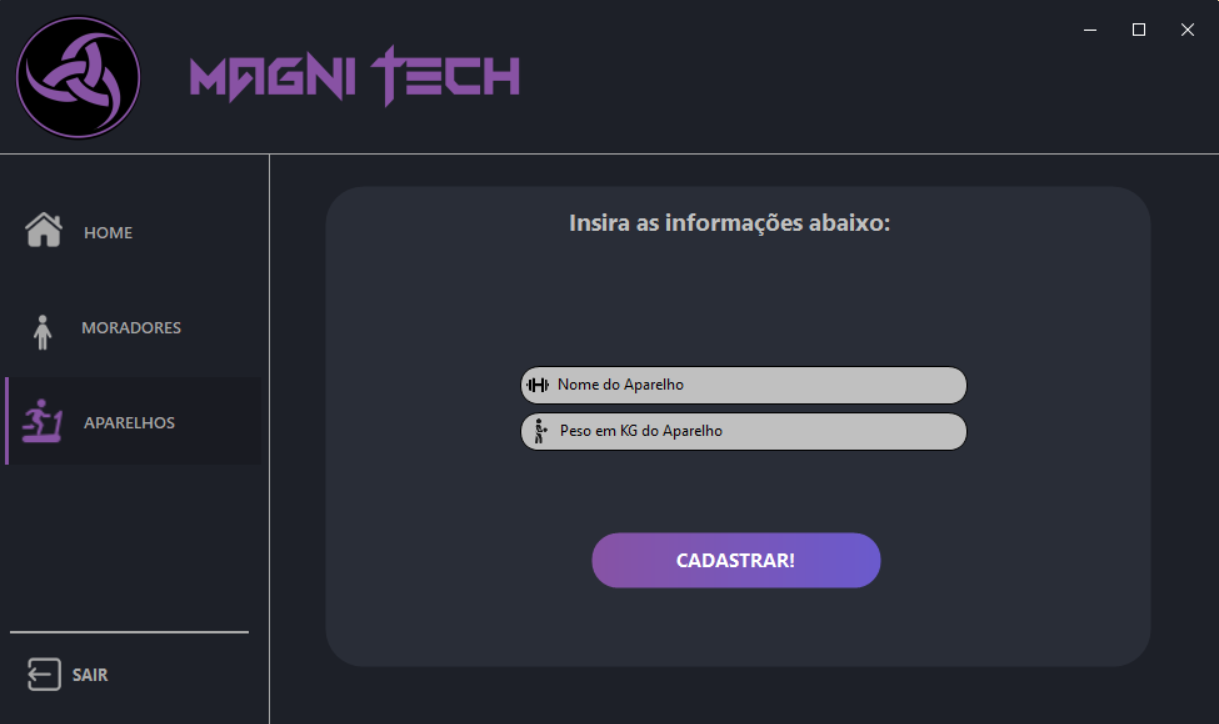 MAGNI TECH
HOME
MORADORES
APARELHOS
SAIR
Insira as informações abaixo:
Nome do Aparelho
Peso em KG do Aparelho
CADASTRAR!